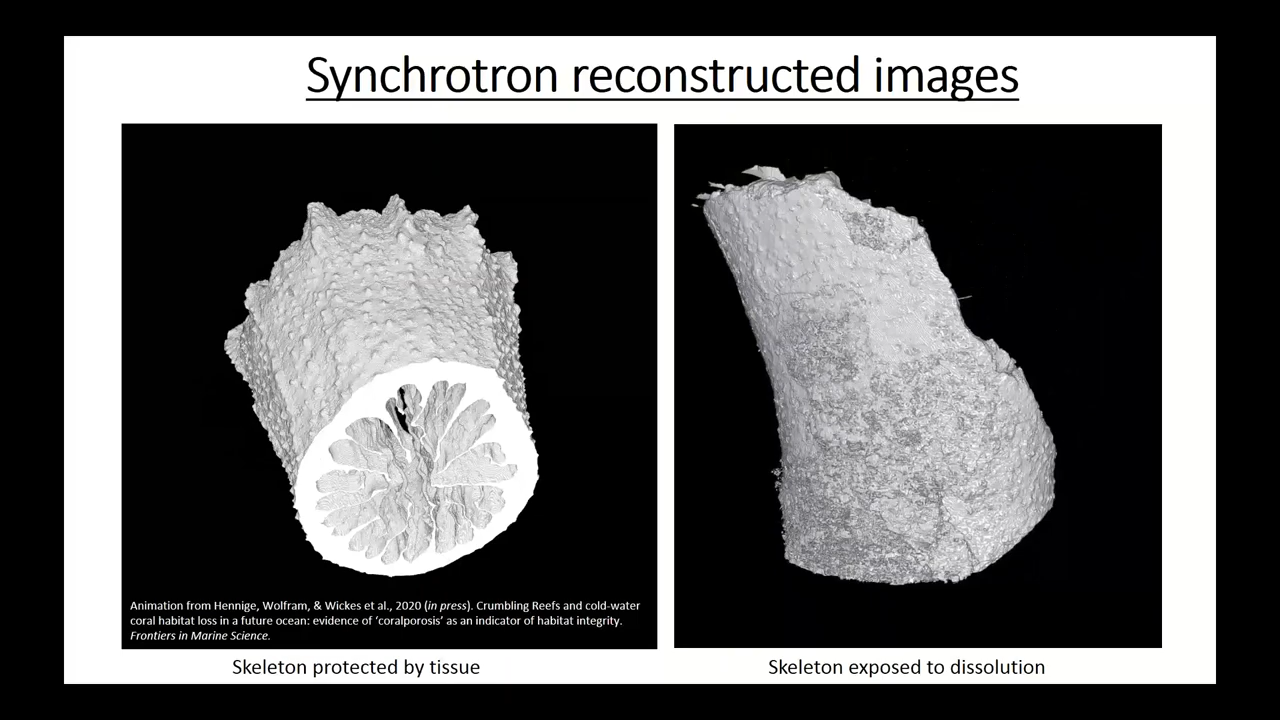 Synchrotron reconstructed images
Animation from Hennige, Wolfram, & Wickes et al., 2020 (in press). Crumbling Reefs and cold-water
coral habitat loss in a future ocean: evidence of ‘coralporosis’ as an indicator of habitat integrity.
Frontiers in Marine Science.
Skeleton protected by tissue
Skeleton exposed to dissolution